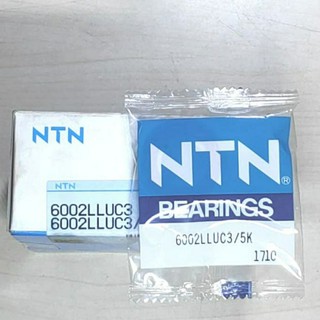 NTN
NTN
6002LLUC3
6002LLUC3/
NTN®
BEARINGS
6002LLUC3/5K
1710